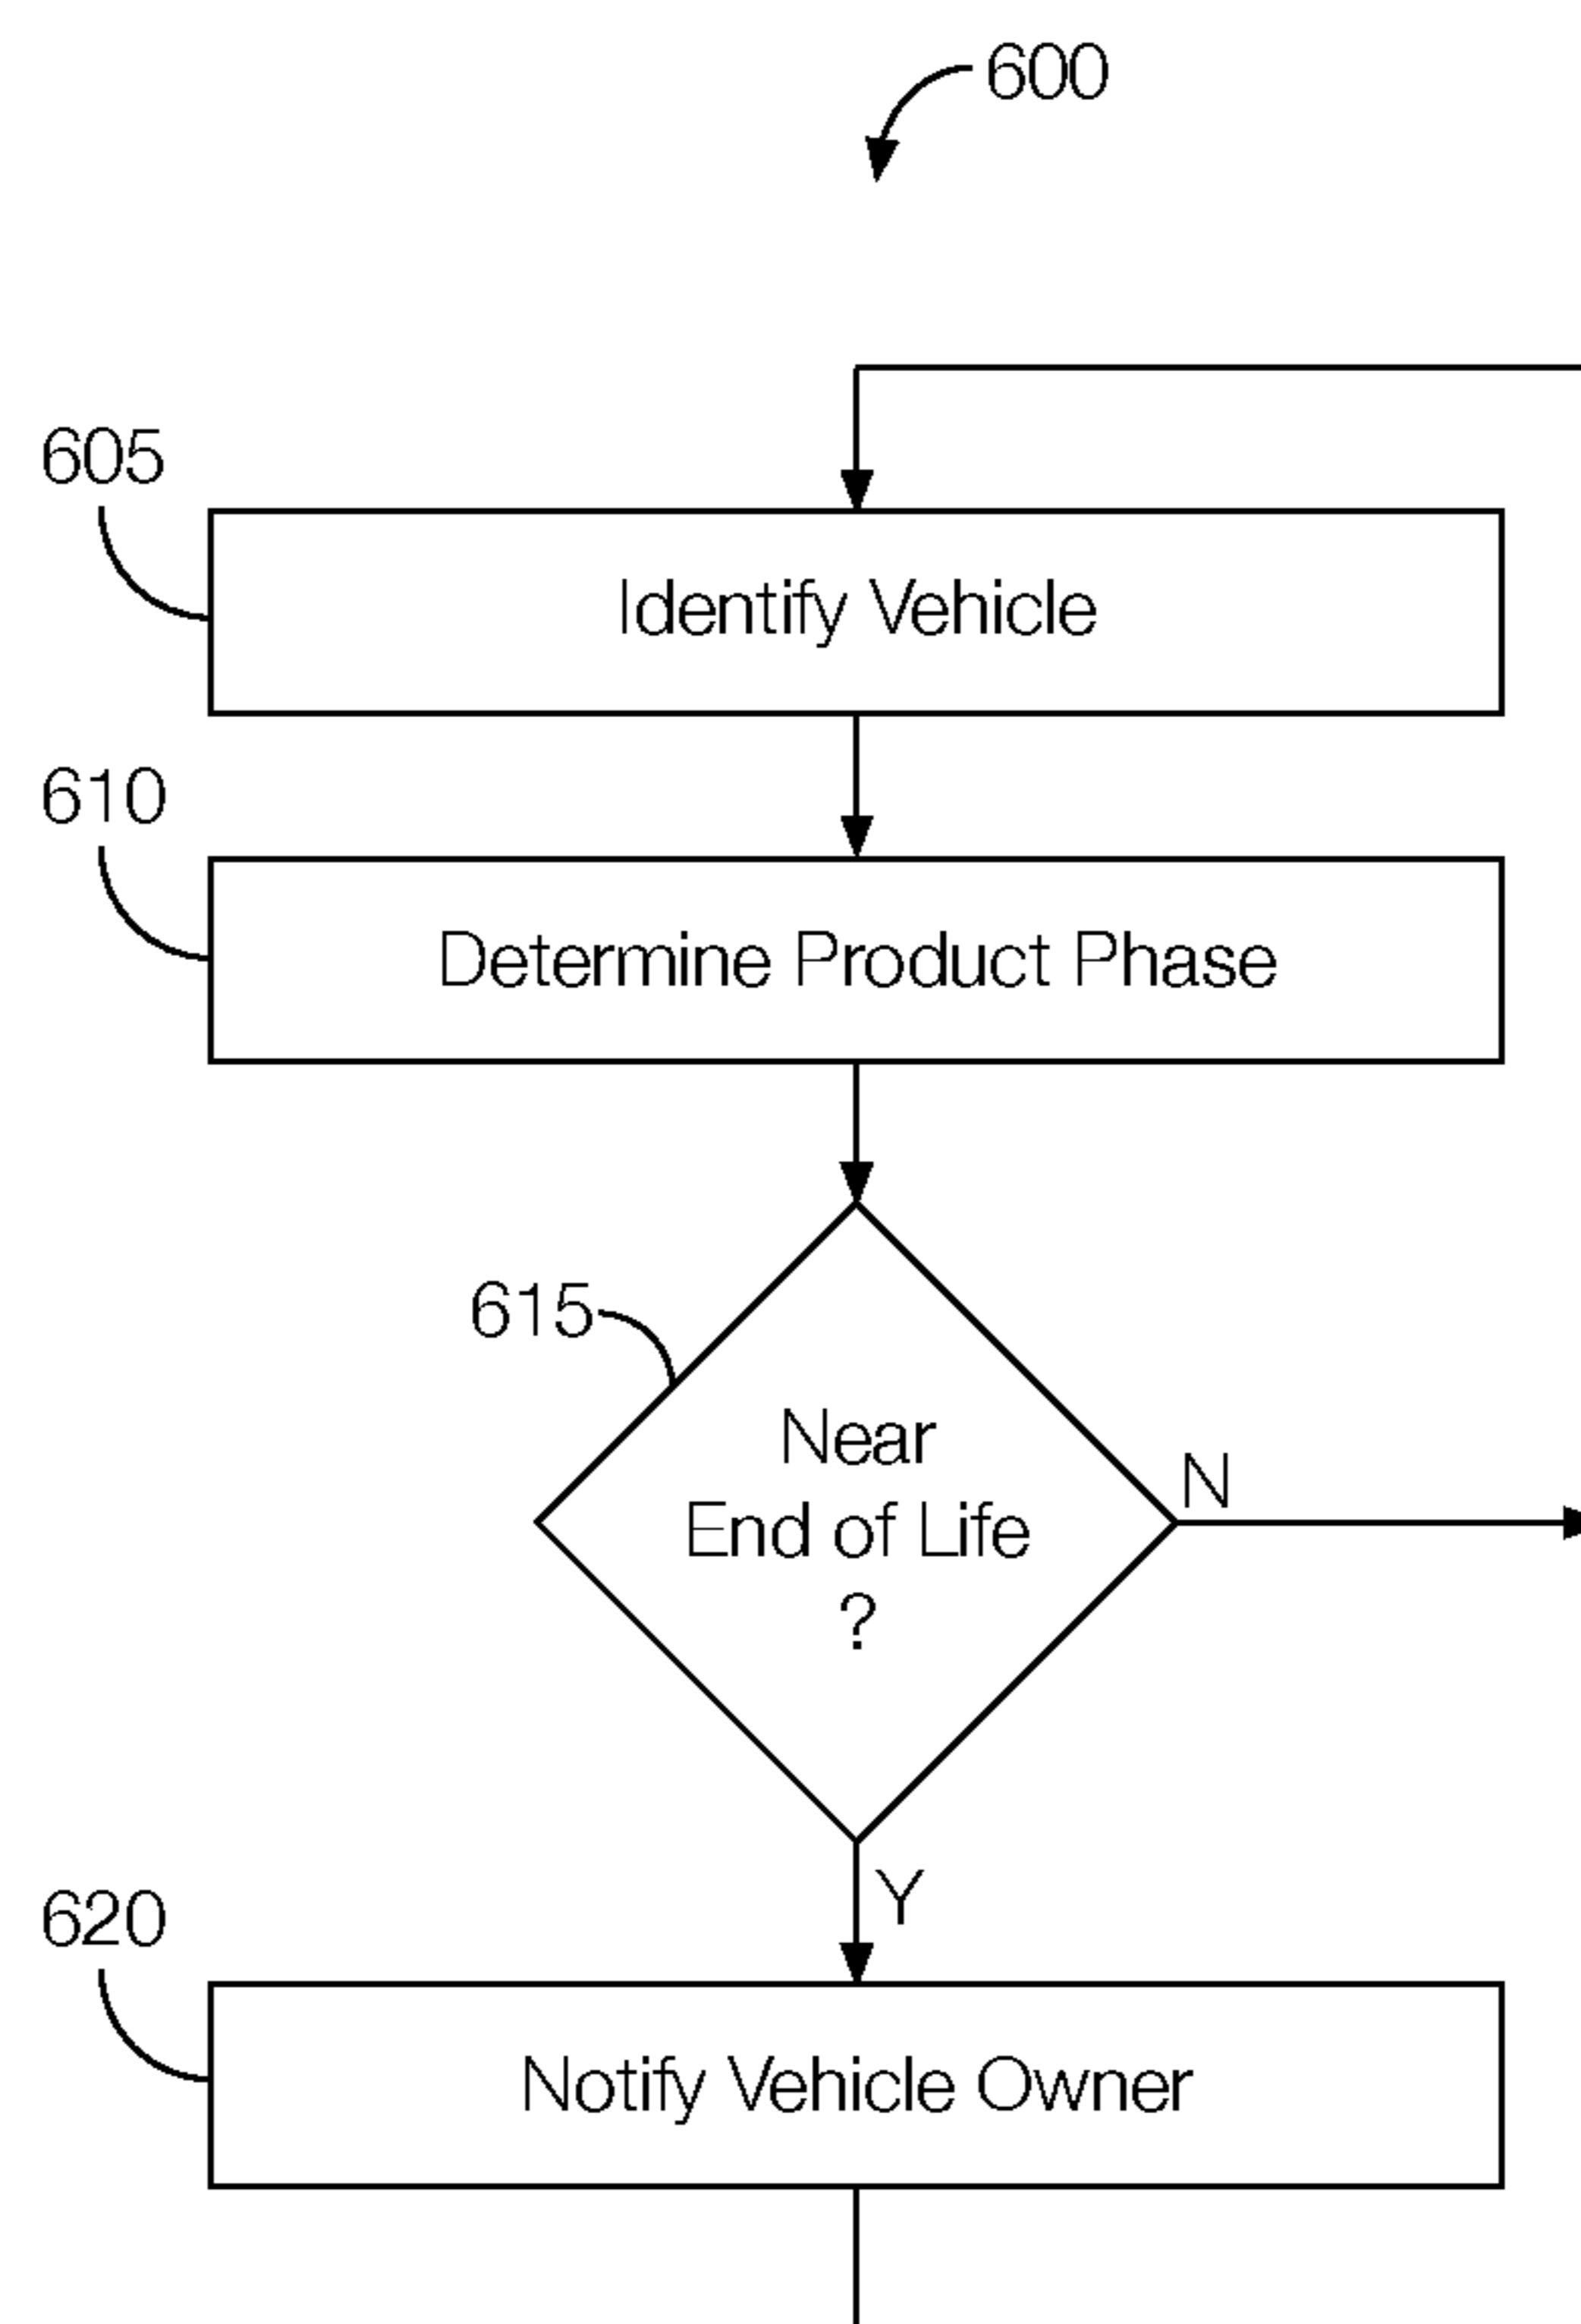 600
605
Identify Vehicle
610
Determine Product Phase
615
Near
End of Life
?
N
Y
620
Notify Vehicle Owner